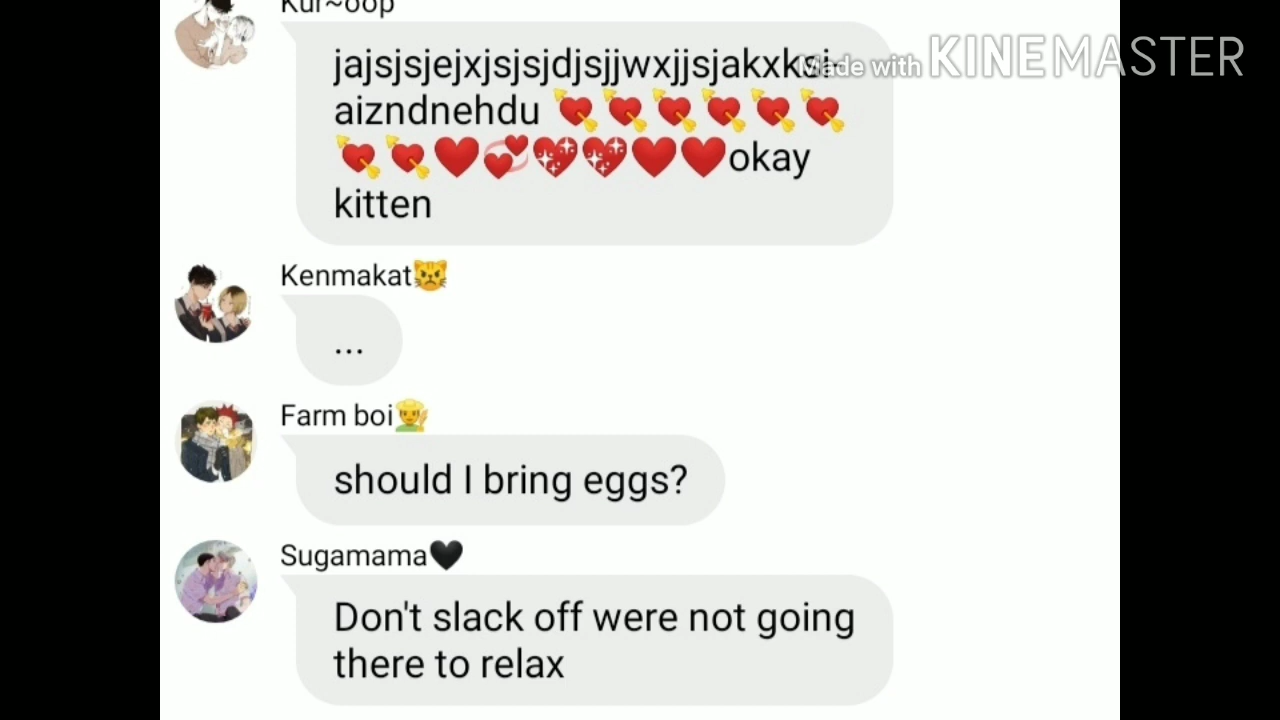 Kur~oop
Made with KINEMASTER
jajsjsjejxjsjsjdjsjjwxjjsjakxksi-
aizndnehdu 💘💘💘💘💘💘
💘💘❤️💞💖💖❤️❤️okay
kitten
Kenmakat😾
...
Farm boi👨‍🌾
should I bring eggs?
Sugamama🖤
Don't slack off were not going
there to relax